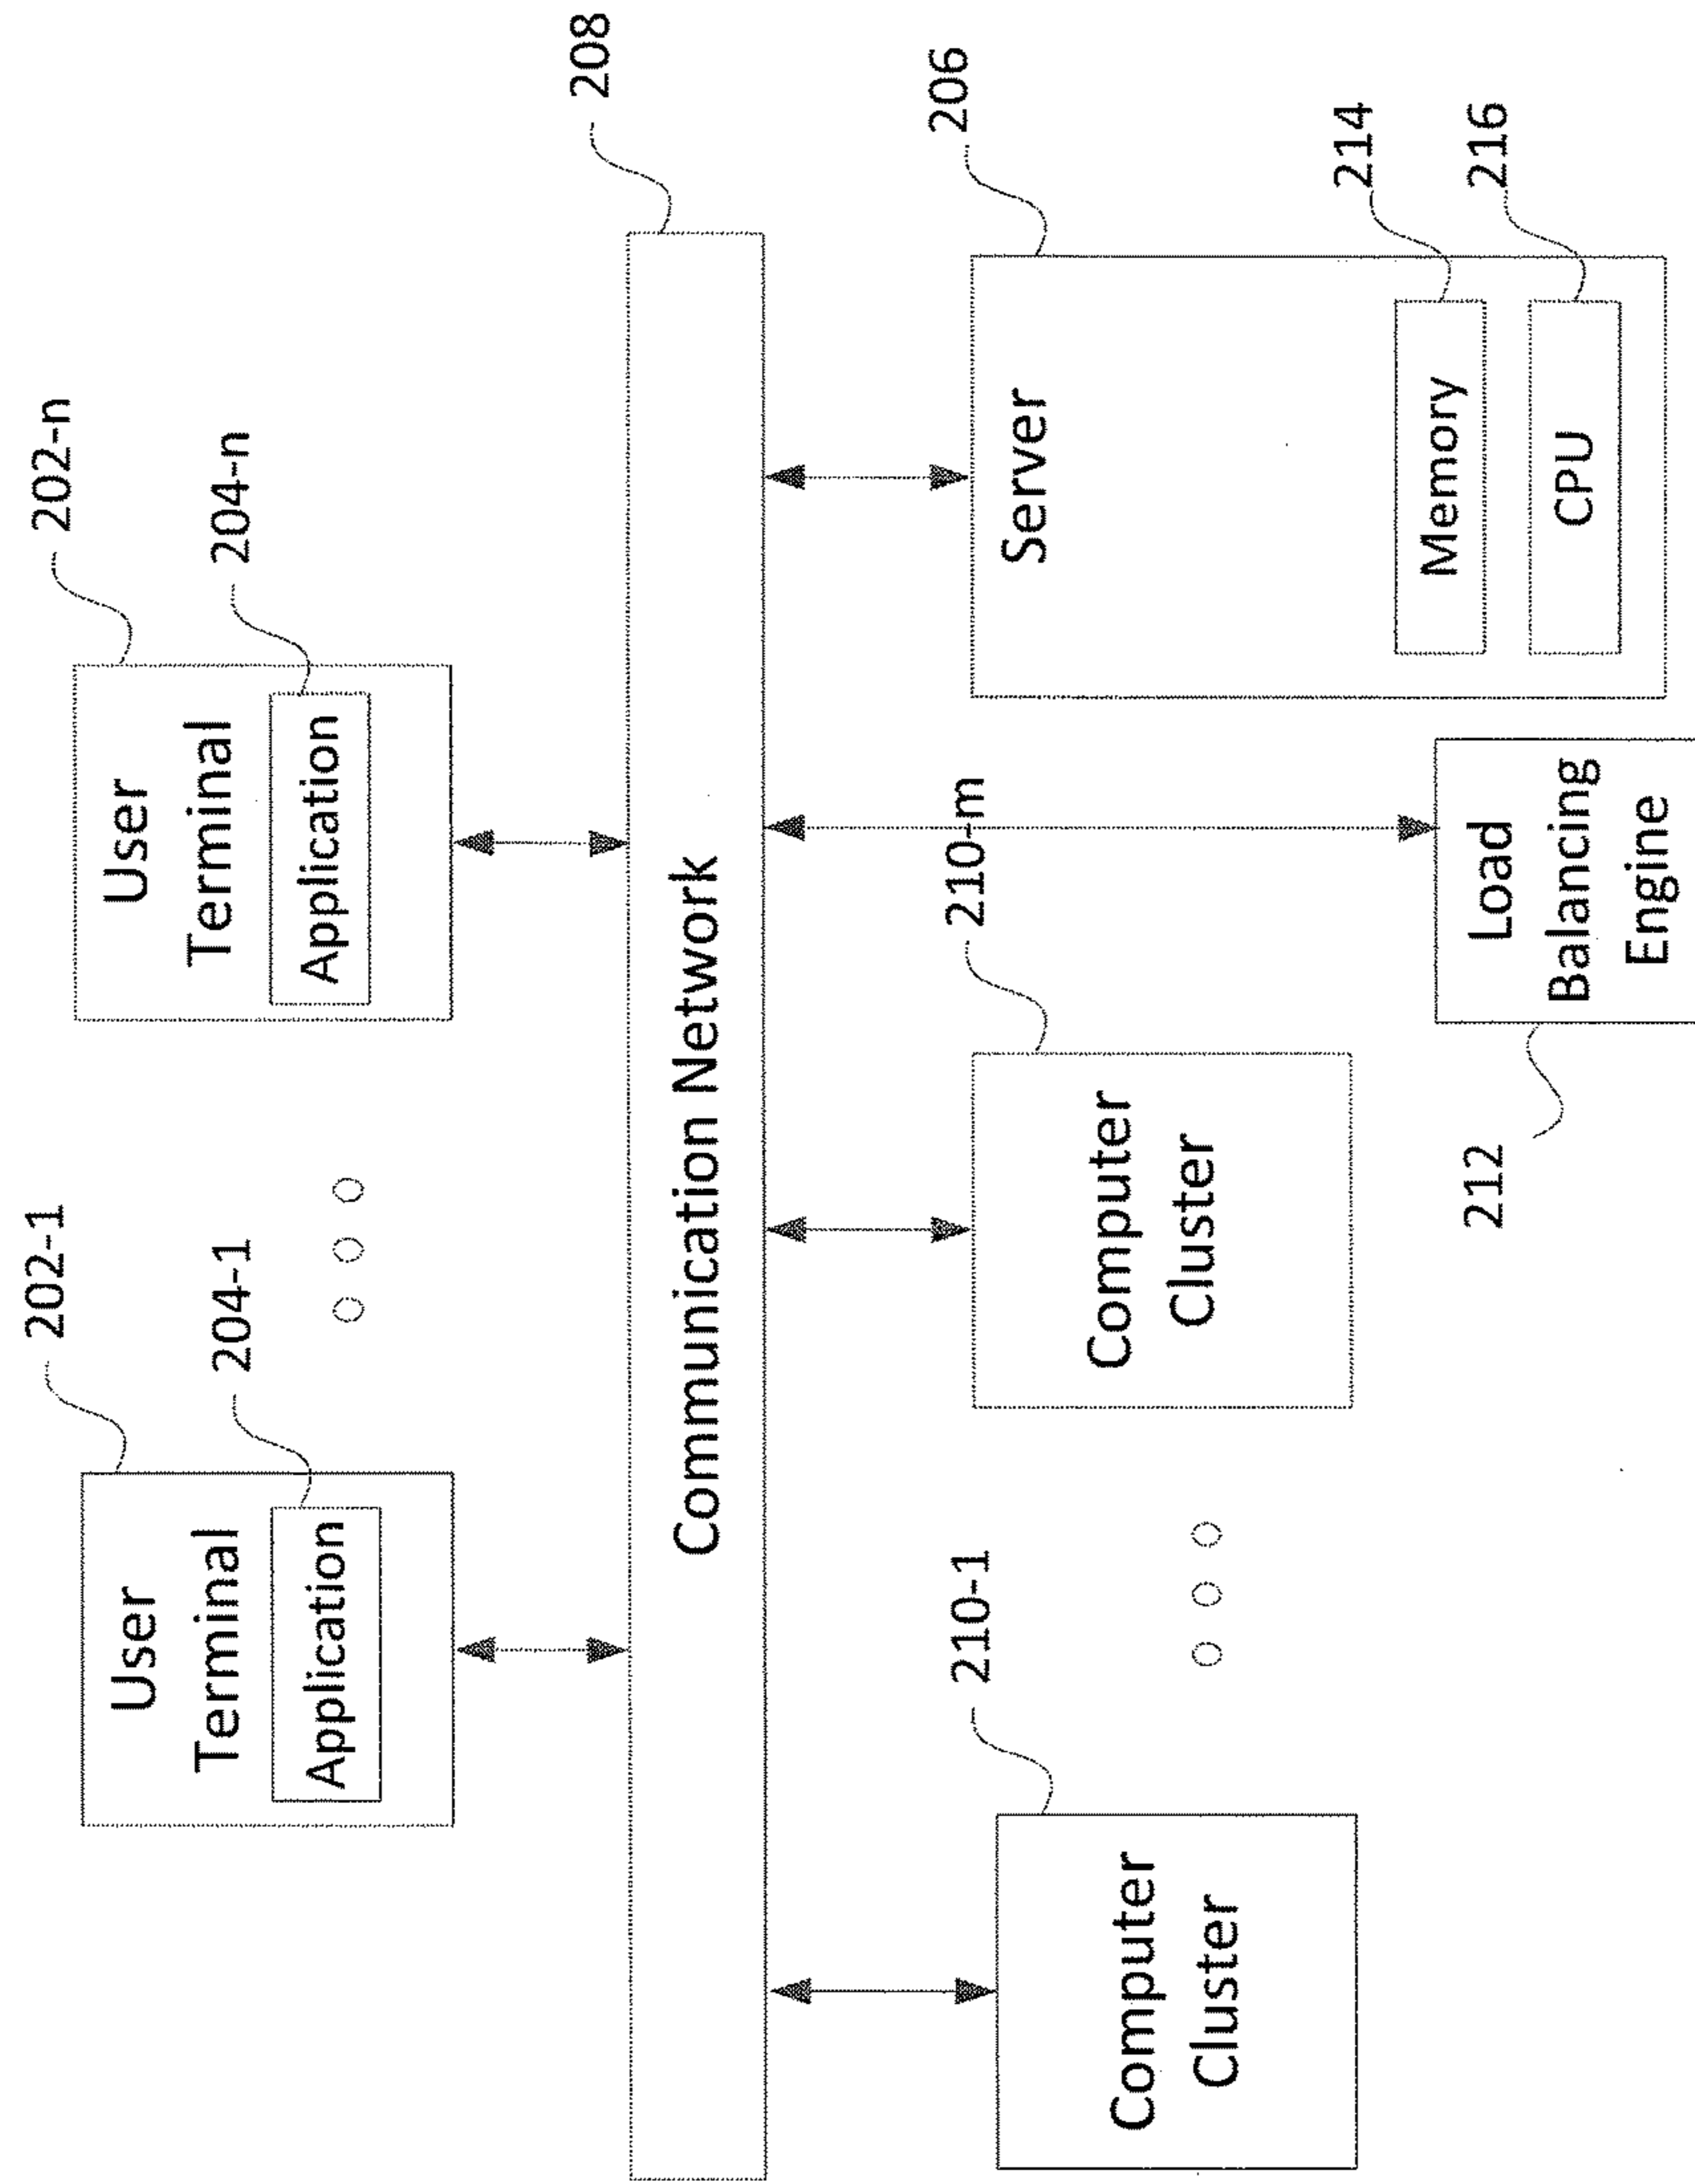 202-1
User
Terminal
204-1
Application
202-n
User
Terminal
204-n
Application
208
Communication Network
210-1
Computer
Cluster
210-m
Computer
Cluster
212
Load
Balancing
Engine
206
Server
214
Memory
216
CPU